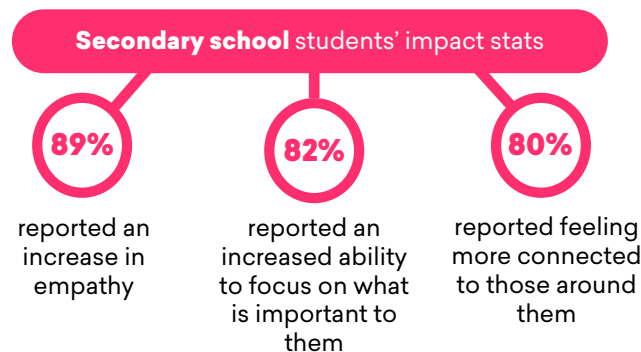 Secondary school students’ impact stats
89%
reported an
increase in
empathy
82%
reported an
increased ability
to focus on what
is important to
them
80%
reported feeling
more connected
to those around
them